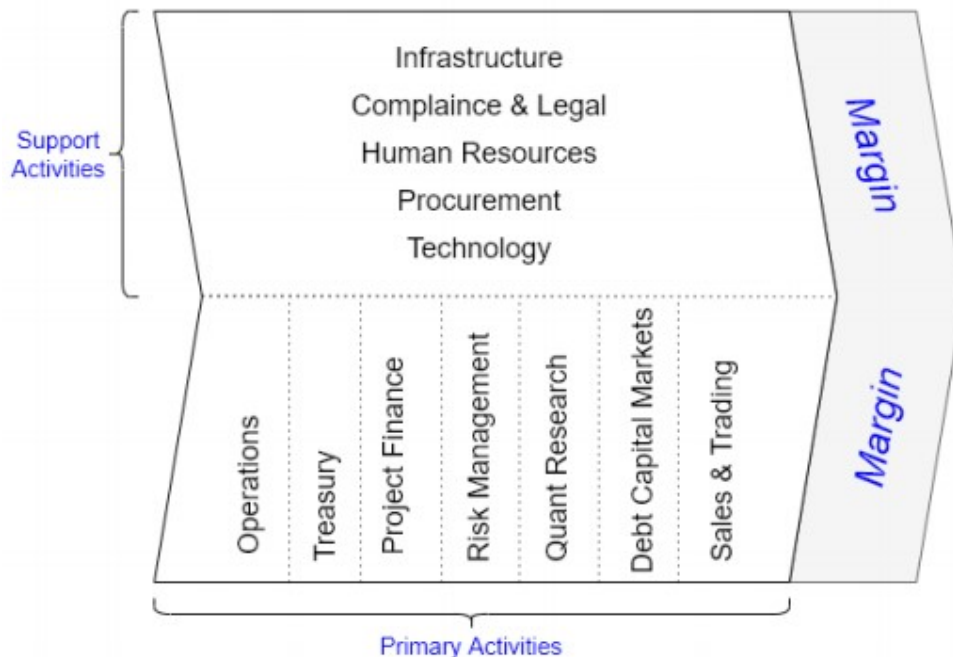 Infrastructure
Complaince & Legal
Human Resources
Procurement
Technology
Support
Activities
Margin
Operations
Treasury
Project Finance
Risk Management
Quant Research
Debt Capital Markets
Sales & Trading
Margin
Primary Activities